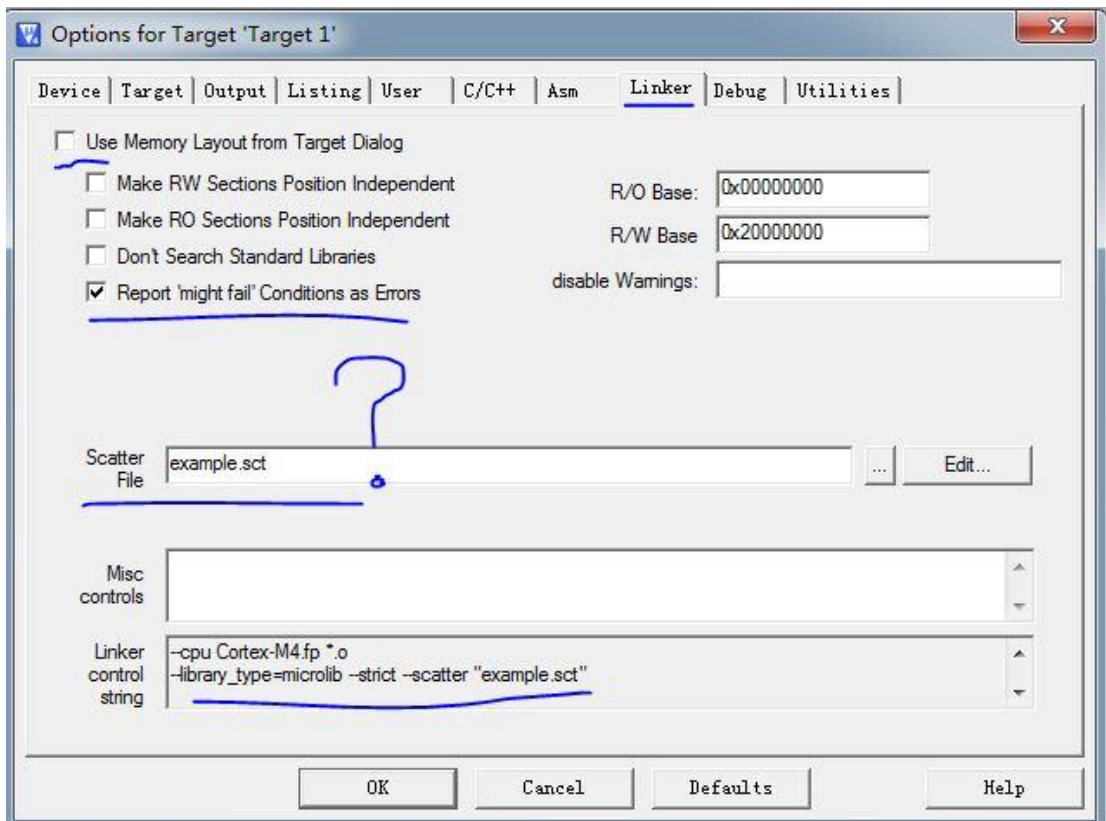 Options for Target 'Target 1'
Device Target Output Listing User C/C++ Asm Linker Debug Utilities
Use Memory Layout from Target Dialog
Make RW Sections Position Independent
Make RO Sections Position Independent
Don't Search Standard Libraries
Report 'might fail' Conditions as Errors
R/O Base: 0x00000000
R/W Base 0x20000000
disable Warnings:
?
Scatter
File
example.sct
...
Edit...
Misc
controls
Linker
control
string
--cpu Cortex-M4.fp *.o
--library_type=microlib --strict --scatter "example.sct"
OK Cancel Defaults Help